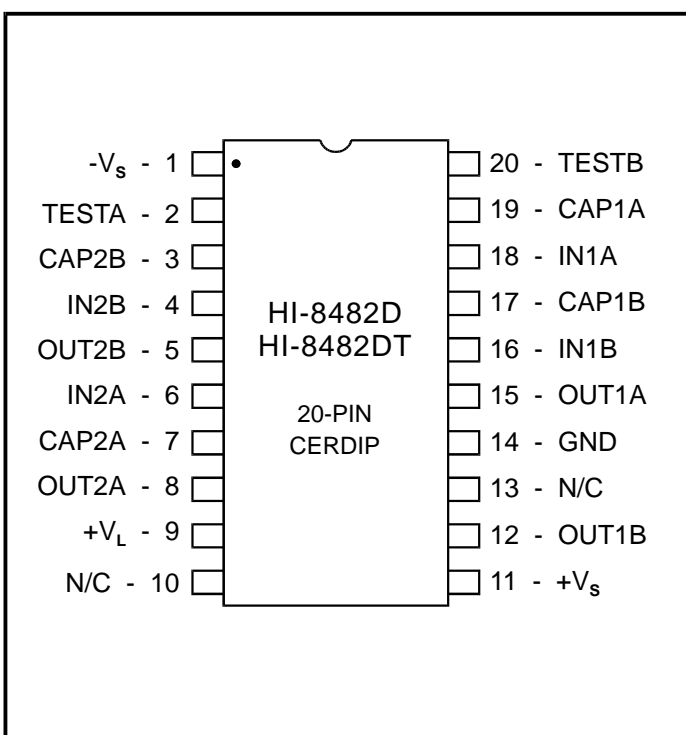 -Vs - 1
TESTA - 2
CAP2B - 3
IN2B - 4
OUT2B - 5
IN2A - 6
CAP2A - 7
OUT2A - 8
+VL - 9
N/C - 10
HI-8482D
HI-8482DT
20-PIN
CERDIP
20 - TESTB
19 - CAP1A
18 - IN1A
17 - CAP1B
16 - IN1B
15 - OUT1A
14 - GND
13 - N/C
12 - OUT1B
11 - +Vs